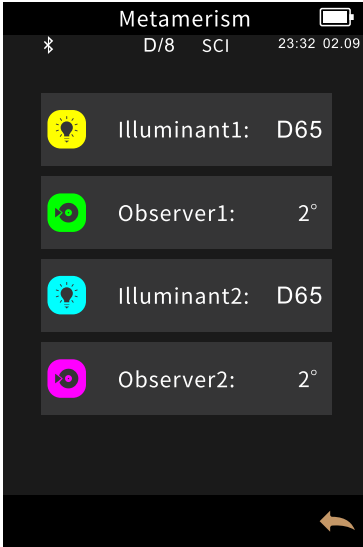 Metamerism
D/8 SCI 23:32 02.09
Illuminant1: D65
Observer1: 2°
Illuminant2: D65
Observer2: 2°